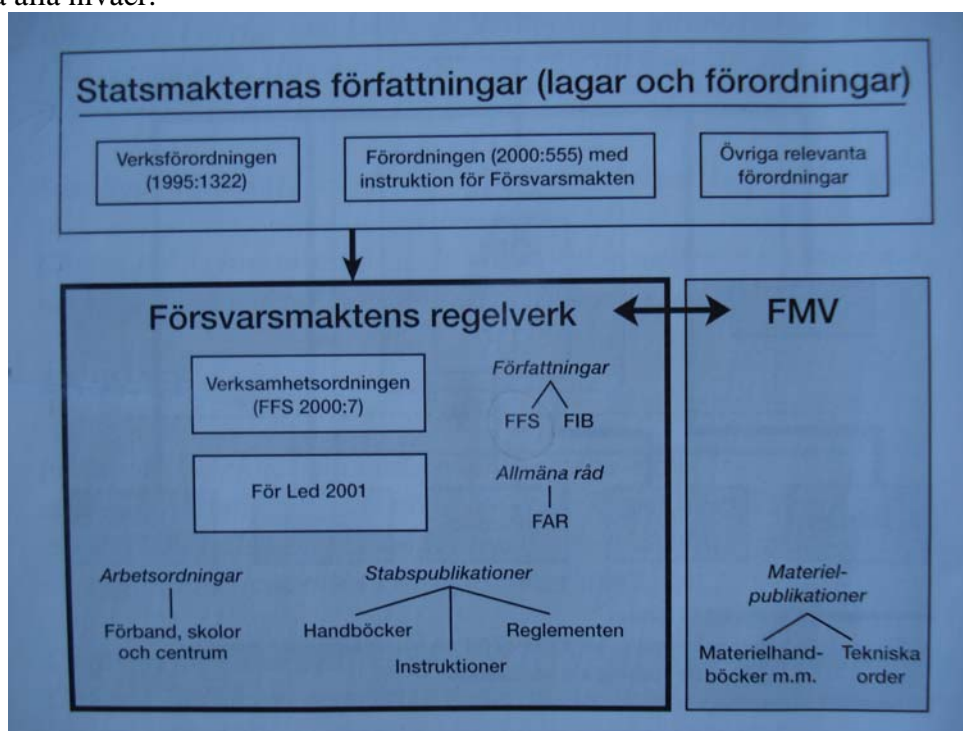 Statsmakternas författningar (lagar och förordningar)
Verksförordningen
(1995:1322)
Förordningen (2000:555) med
instruktion för Försvarsmakten
Övriga relevanta
förordningar
Försvarsmaktens regelverk
FMV
Verksamhetsordningen
(FFS 2000:7)
Författningar
FFS FIB
För Led 2001
Allmäna råd
FAR
Arbetsordningar
Förband, skolor
och centrum
Stabspublikationer
Handböcker
Instruktioner
Reglementen
Materiel-
publikationer
Materielhand-
böcker m.m.
Tekniska
order